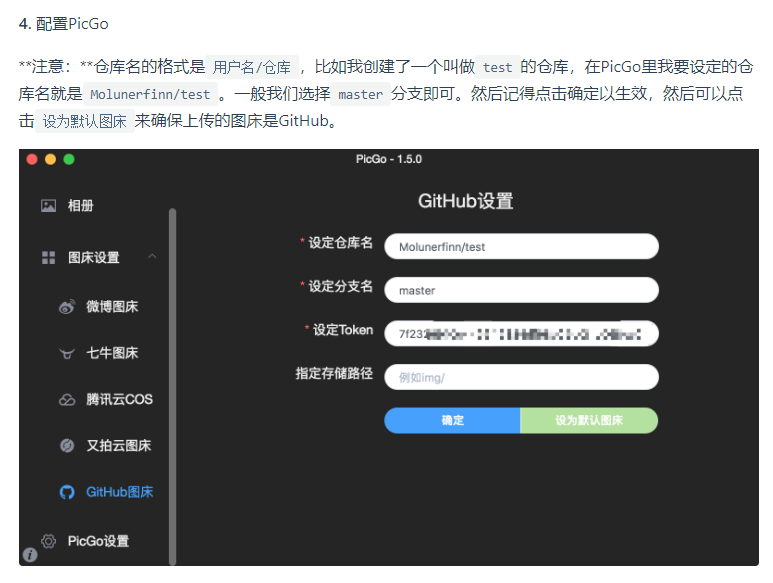 4. 配置PicGo
**注意：**仓库名的格式是 用户名/仓库 ，比如我创建了一个叫做 test 的仓库，在PicGo里我要设定的仓
库名就是 Molunerfinn/test 。一般我们选择 master 分支即可。然后记得点击确定以生效，然后可以点
击 设为默认图床 来确保上传的图床是GitHub。
PicGo - 1.5.0
相册
图床设置
微博图床
七牛图床
腾讯云COS
又拍云图床
GitHub图床
PicGo设置
GitHub设置
* 设定仓库名 Molunerfinn/test
* 设定分支名 master
* 设定Token 7f232
指定存储路径 例如img/
确定 设为默认图床